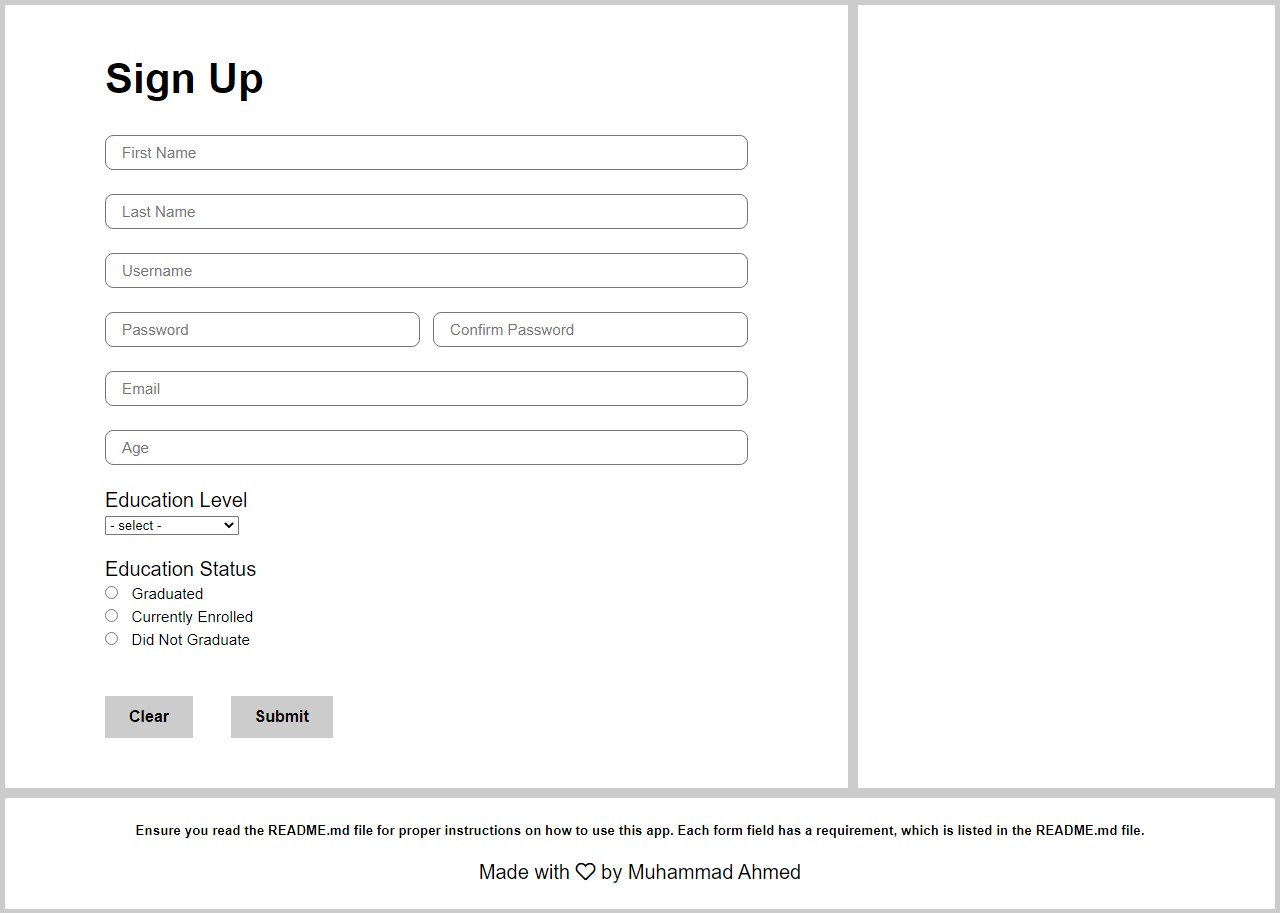 Sign Up
First Name
Last Name
Username
Password Confirm Password
Email
Age
Education Level
- select -
Education Status
Graduated
Currently Enrolled
Did Not Graduate
Clear Submit
Ensure you read the README.md file for proper instructions on how to use this app. Each form field has a requirement, which is listed in the README.md file.
Made with ♡ by Muhammad Ahmed